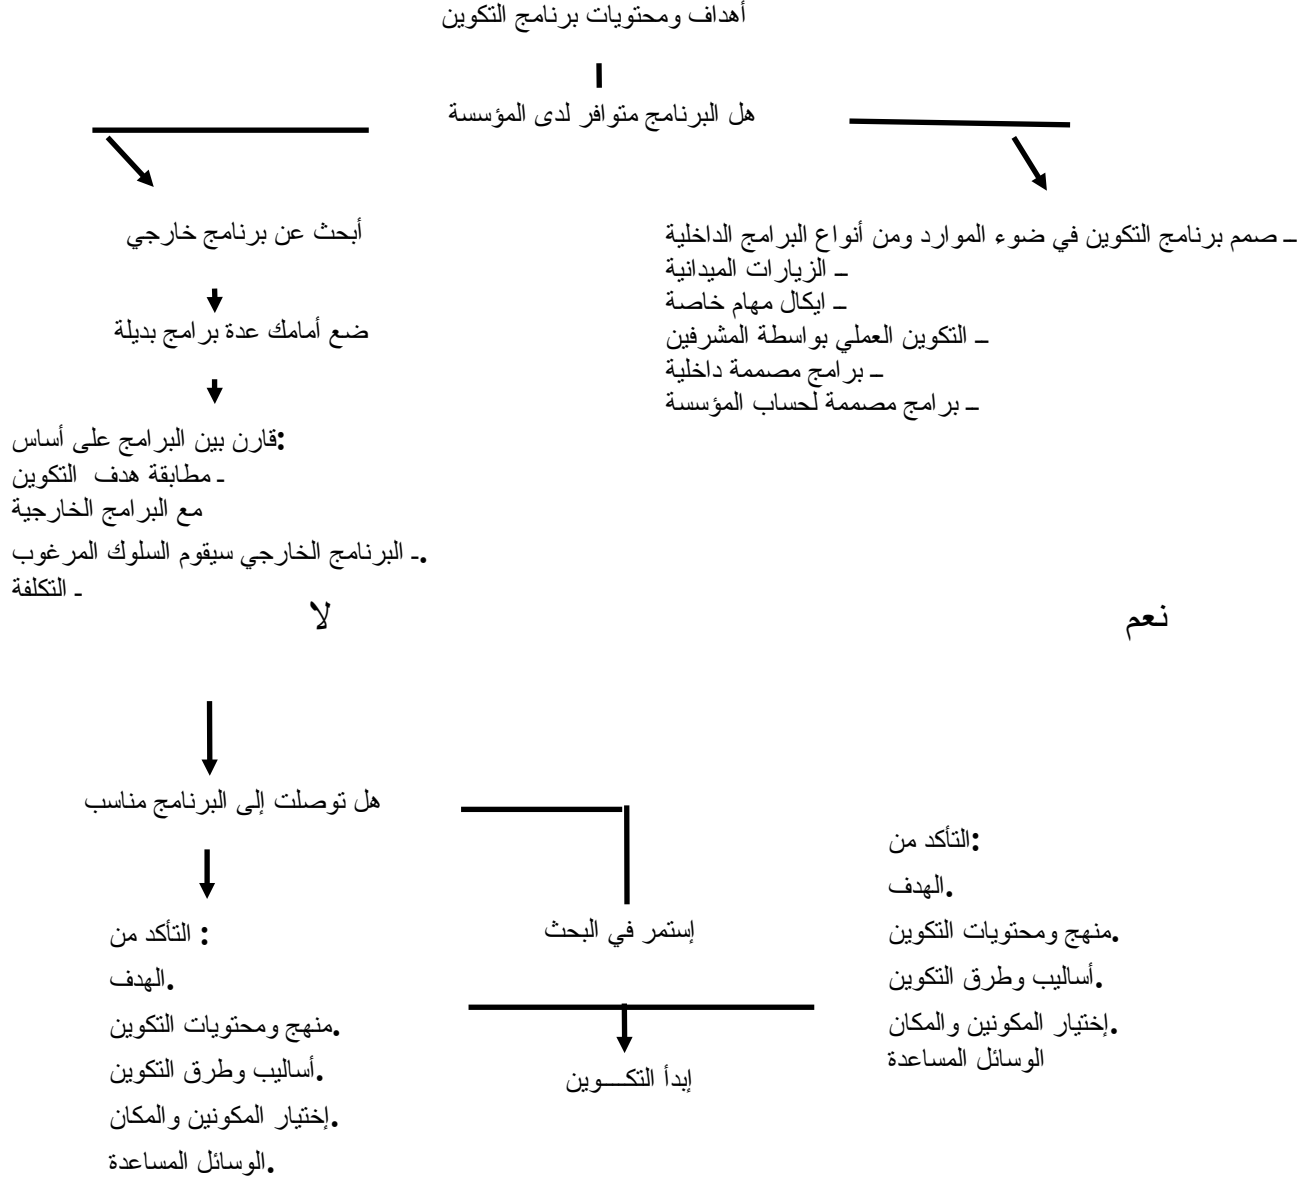 أهداف ومحتويات برنامج التكوين
هل البرنامج متوافر لدى المؤسسة
– صمم برنامج التكوين في ضوء الموارد ومن أنواع البرامج الداخلية
– الزيارات الميدانية
– ايكال مهام خاصة
– التكوين العملي بواسطة المشرفين
– برامج مصممة داخلية
– برامج مصممة لحساب المؤسسة
أبحث عن برنامج خارجي
ضع أمامك عدة برامج بديلة
:قارن بين البرامج على أساس
- مطابقة هدف التكوين
مع البرامج الخارجية
.- البرنامج الخارجي سيقوم السلوك المرغوب
- التكلفة
نعم
لا
هل توصلت إلى البرنامج مناسب
:التأكد من
.الهدف
.منهج ومحتويات التكوين
.أساليب وطرق التكوين
.إختيار المكونين والمكان
الوسائل المساعدة
إستمر في البحث
إبدأ التكـــوين
: التأكد من
.الهدف
.منهج ومحتويات التكوين
.أساليب وطرق التكوين
.إختيار المكونين والمكان
.الوسائل المساعدة